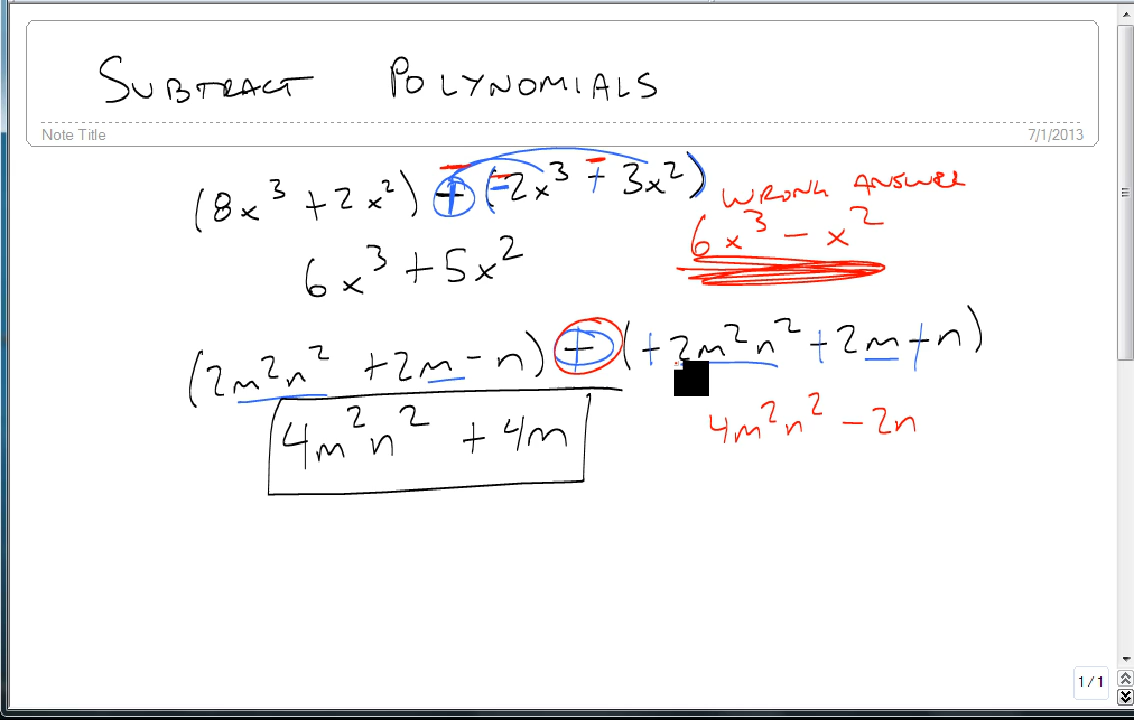 SUBTRACT POLYNOMIALS
Note Title
7/1/2013
(8x³ + 2x²) + (-2x³ + 3x²)
WRONG ANSWER
6x³ - x²
6x³ + 5x²
(2m²n² + 2m - n) + (+2m²n² + 2m + n)
4m²n² + 4m
4m²n² - 2n
1 / 1